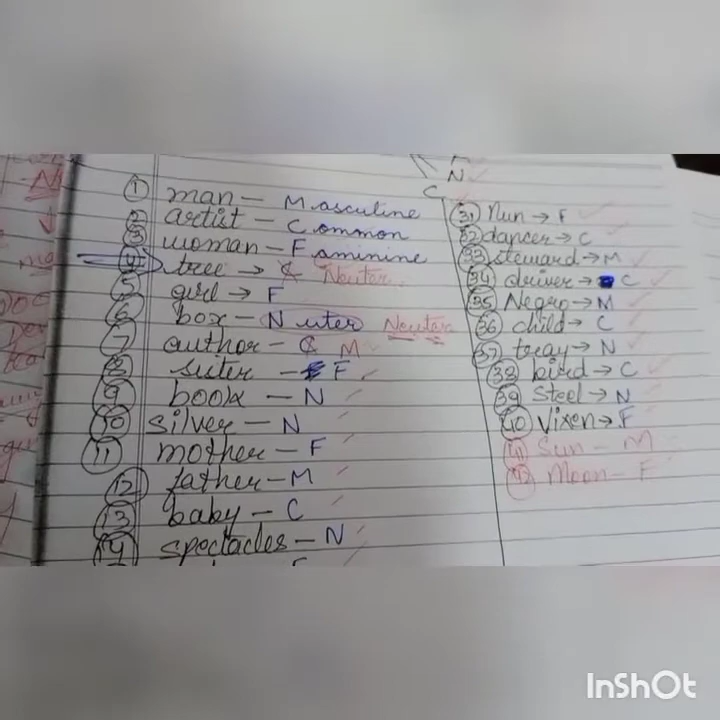 ① man – Masculine
② artist – Common
③ woman – Faminine
④ tree → C Neuter
⑤ girl → F
⑥ box – Nuter Neuter
⑦ author – C M
⑧ sister – F
⑨ book – N
⑩ silver – N
11 mother – F
12 father – M
13 baby – C
14 spectacles – N
N
C
31 Nun → F
32 dancer → C
33 steward → M
34 driver → C
35 Negro → M
36 child → C
37 tray → N
38 bird → C
39 Steel → N
40 Vixen → F
41 Sun – M
42 Moon – F
InShOt